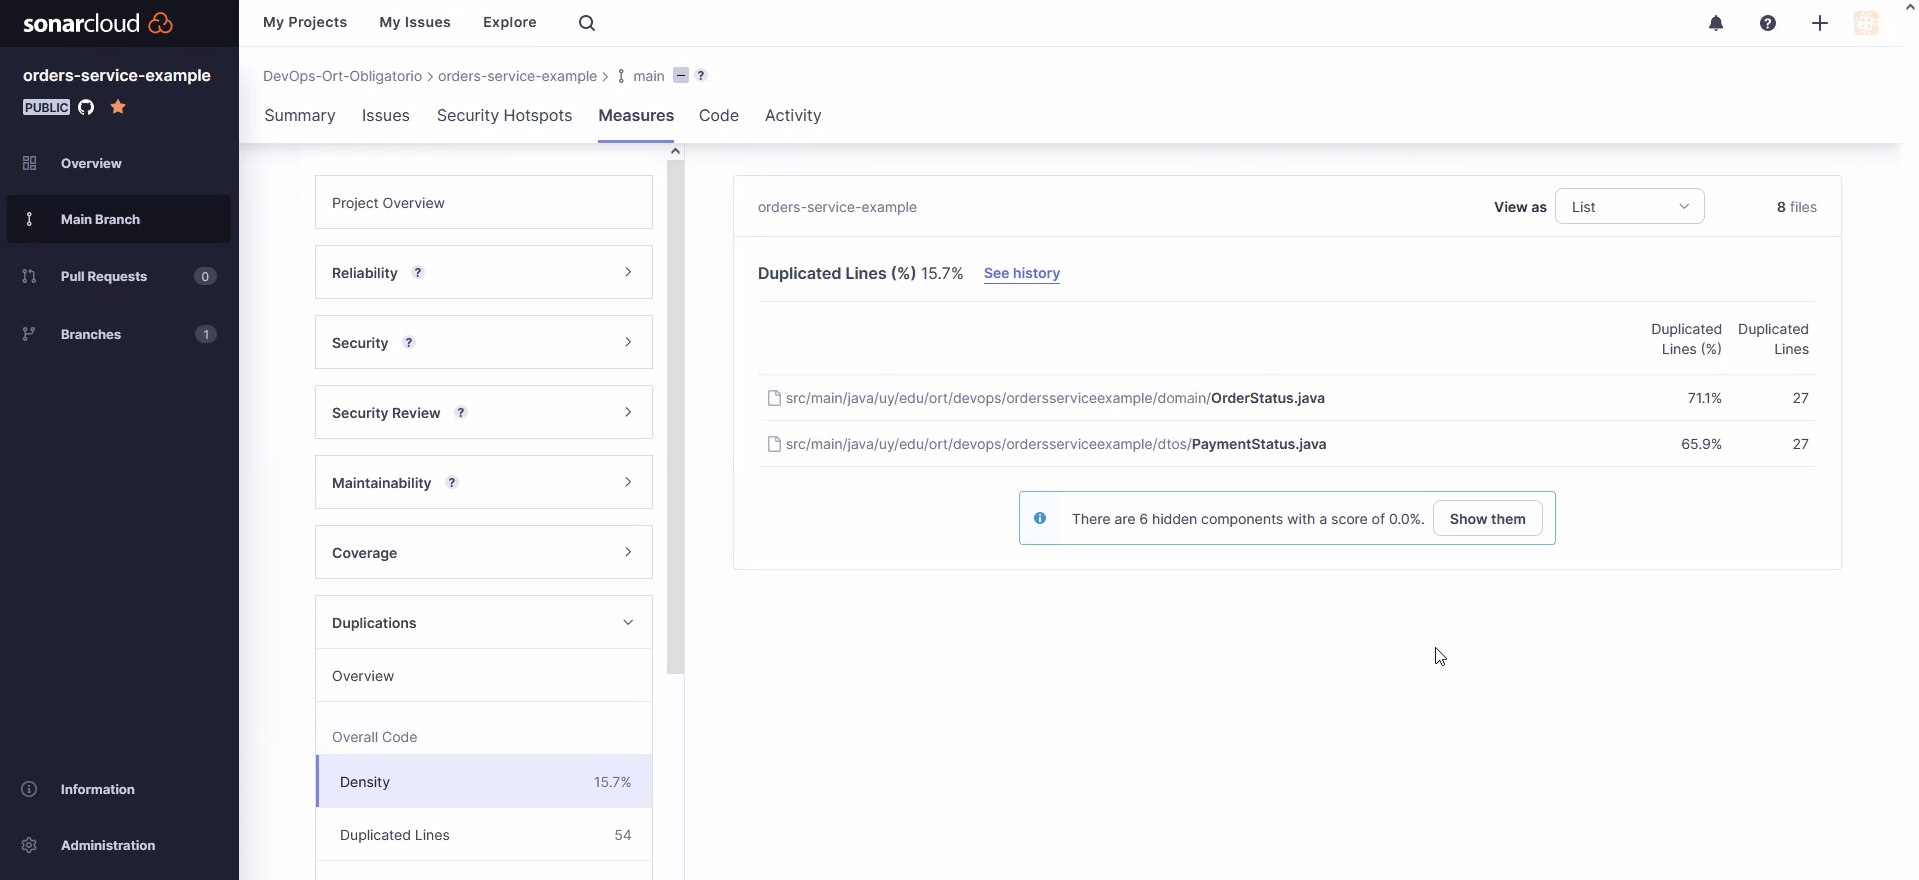 sonarcloud
My Projects My Issues Explore
orders-service-example
PUBLIC
Overview
Main Branch
Pull Requests 0
Branches 1
Information
Administration
DevOps-Ort-Obligatorio > orders-service-example > main ?
Summary Issues Security Hotspots Measures Code Activity
Project Overview
Reliability ?
Security ?
Security Review ?
Maintainability ?
Coverage
Duplications
Overview
Overall Code
Density 15.7%
Duplicated Lines 54
orders-service-example View as List 8 files
Duplicated Lines (%) 15.7% See history
Duplicated Duplicated
Lines (%) Lines
src/main/java/uy/edu/ort/devops/ordersserviceexample/domain/OrderStatus.java 71.1% 27
src/main/java/uy/edu/ort/devops/ordersserviceexample/dtos/PaymentStatus.java 65.9% 27
There are 6 hidden components with a score of 0.0%. Show them